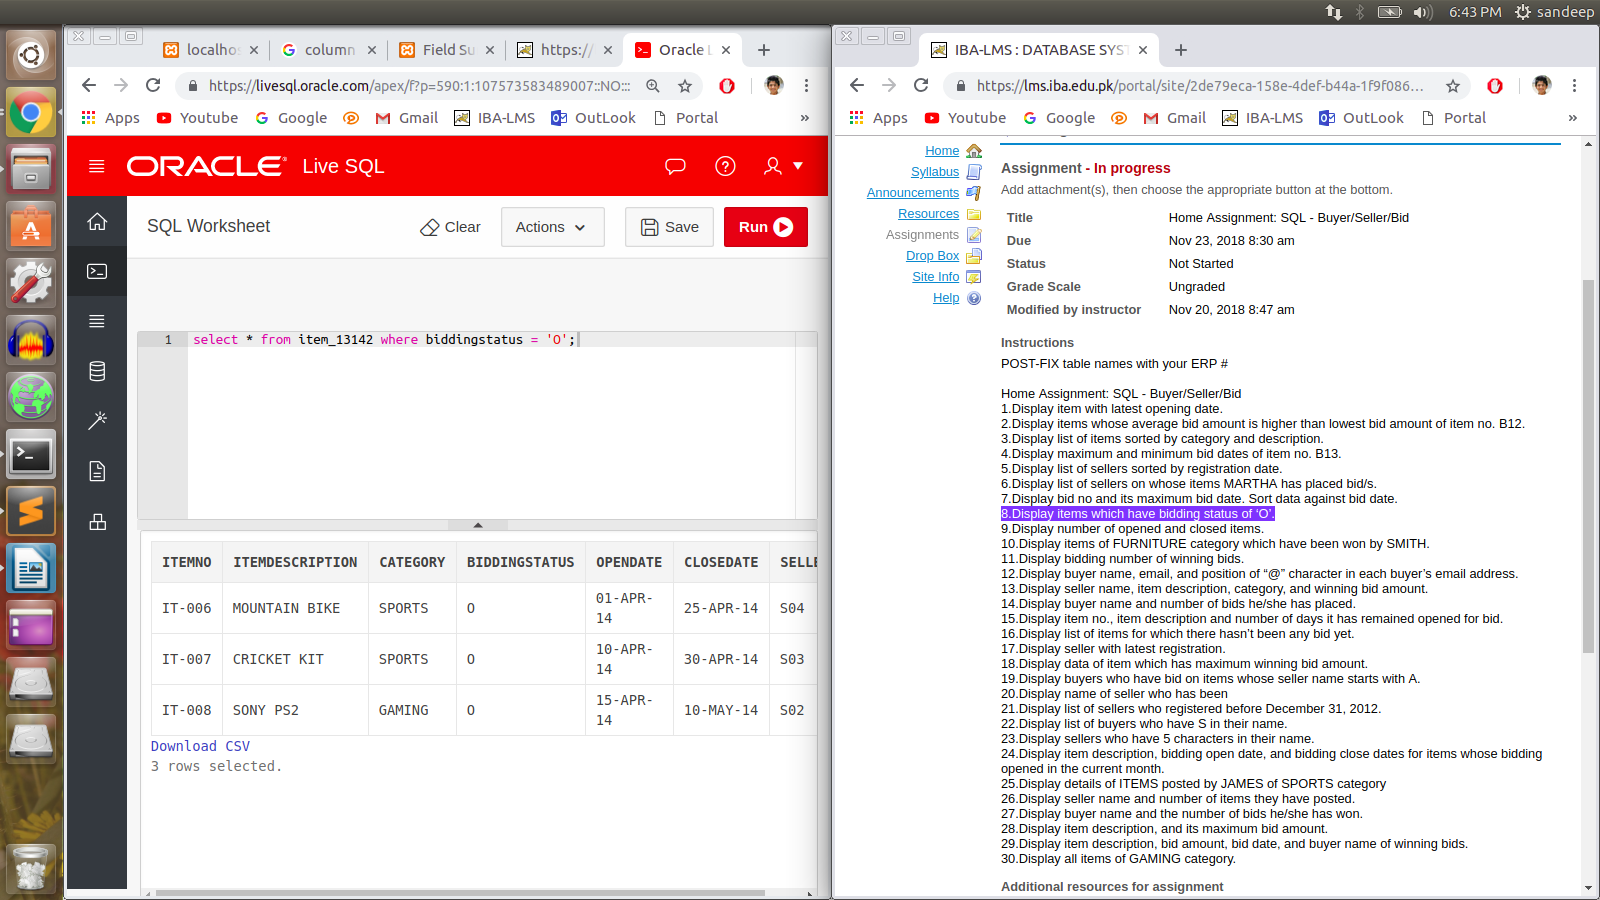 6:43 PM sandeep
localhos
column
Field Su
https://
Oracle L
https://livesql.oracle.com/apex/f?p=590:1:107573583489007::NO:::
Apps YouTube Google Gmail IBA-LMS OutLook Portal »
ORACLE Live SQL
SQL Worksheet
Clear
Actions
Save
Run
1 select * from item_13142 where biddingstatus = 'O';
ITEMNO ITEMDESCRIPTION CATEGORY BIDDINGSTATUS OPENDATE CLOSEDATE SELLE
IT-006 MOUNTAIN BIKE SPORTS O 01-APR-14 25-APR-14 S04
IT-007 CRICKET KIT SPORTS O 10-APR-14 30-APR-14 S03
IT-008 SONY PS2 GAMING O 15-APR-14 10-MAY-14 S02
Download CSV
3 rows selected.
IBA-LMS : DATABASE SYST
https://lms.iba.edu.pk/portal/site/2de79eca-158e-4def-b44a-1f9f086...
Apps YouTube Google Gmail IBA-LMS OutLook Portal »
Home
Syllabus
Announcements
Resources
Assignments
Drop Box
Site Info
Help
Assignment - In progress
Add attachment(s), then choose the appropriate button at the bottom.
Title Home Assignment: SQL - Buyer/Seller/Bid
Due Nov 23, 2018 8:30 am
Status Not Started
Grade Scale Ungraded
Modified by instructor Nov 20, 2018 8:47 am
Instructions
POST-FIX table names with your ERP #
Home Assignment: SQL - Buyer/Seller/Bid
1.Display item with latest opening date.
2.Display items whose average bid amount is higher than lowest bid amount of item no. B12.
3.Display list of items sorted by category and description.
4.Display maximum and minimum bid dates of item no. B13.
5.Display list of sellers sorted by registration date.
6.Display list of sellers on whose items MARTHA has placed bid/s.
7.Display bid no and its maximum bid date. Sort data against bid date.
8.Display items which have bidding status of ‘O’.
9.Display number of opened and closed items.
10.Display items of FURNITURE category which have been won by SMITH.
11.Display bidding number of winning bids.
12.Display buyer name, email, and position of “@” character in each buyer’s email address.
13.Display seller name, item description, category, and winning bid amount.
14.Display buyer name and number of bids he/she has placed.
15.Display item no., item description and number of days it has remained opened for bid.
16.Display list of items for which there hasn’t been any bid yet.
17.Display seller with latest registration.
18.Display data of item which has maximum winning bid amount.
19.Display buyers who have bid on items whose seller name starts with A.
20.Display name of seller who has been
21.Display list of sellers who registered before December 31, 2012.
22.Display list of buyers who have S in their name.
23.Display sellers who have 5 characters in their name.
24.Display item description, bidding open date, and bidding close dates for items whose bidding
opened in the current month.
25.Display details of ITEMS posted by JAMES of SPORTS category
26.Display seller name and number of items they have posted.
27.Display buyer name and the number of bids he/she has won.
28.Display item description, and its maximum bid amount.
29.Display item description, bid amount, bid date, and buyer name of winning bids.
30.Display all items of GAMING category.
Additional resources for assignment